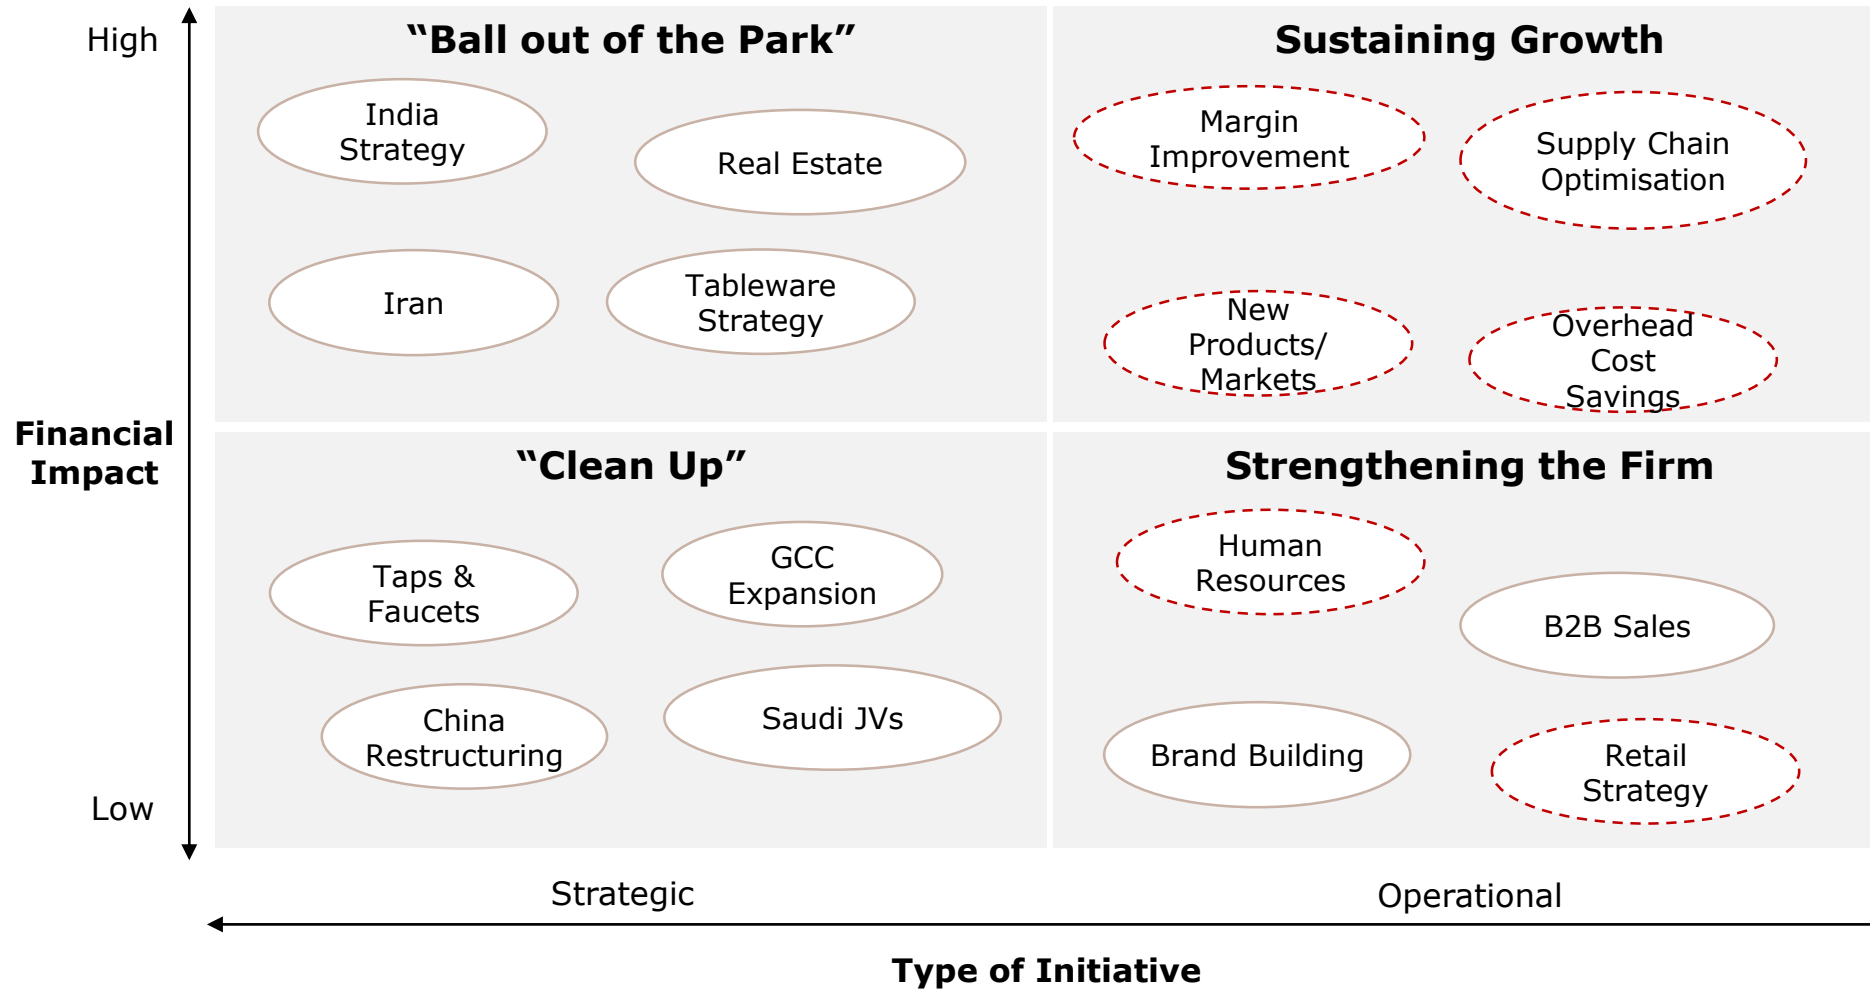 High
“Ball out of the Park”
India
Strategy
Real Estate
Iran
Tableware
Strategy
Sustaining Growth
Margin
Improvement
Supply Chain
Optimisation
New
Products/
Markets
Overhead
Cost
Savings
Financial
Impact
“Clean Up”
Taps &
Faucets
GCC
Expansion
China
Restructuring
Saudi JVs
Strengthening the Firm
Human
Resources
B2B Sales
Brand Building
Retail
Strategy
Low
Strategic
Operational
Type of Initiative